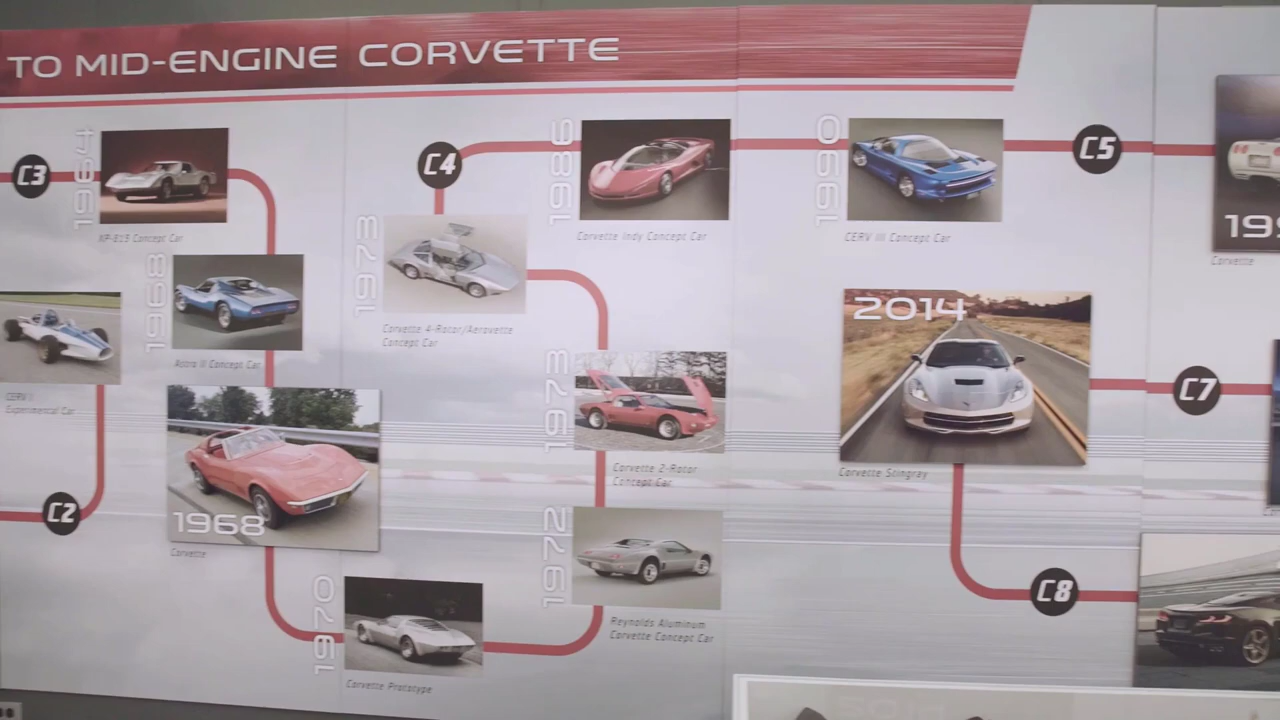 TO MID-ENGINE CORVETTE
C3
1964
XP-819 Concept Car
C4
1986
Corvette Indy Concept Car
1990
CERV III Concept Car
C5
Corvette
1968
Astro II Concept Car
1973
Corvette 4-Rotor/Aerovette
Concept Car
CERV I
Experimental Car
1973
Corvette 2-Rotor
Concept Car
2014
Corvette Stingray
C7
C2
1968
Corvette
1972
Reynolds Aluminum
Corvette Concept Car
C8
1970
Corvette Prototype